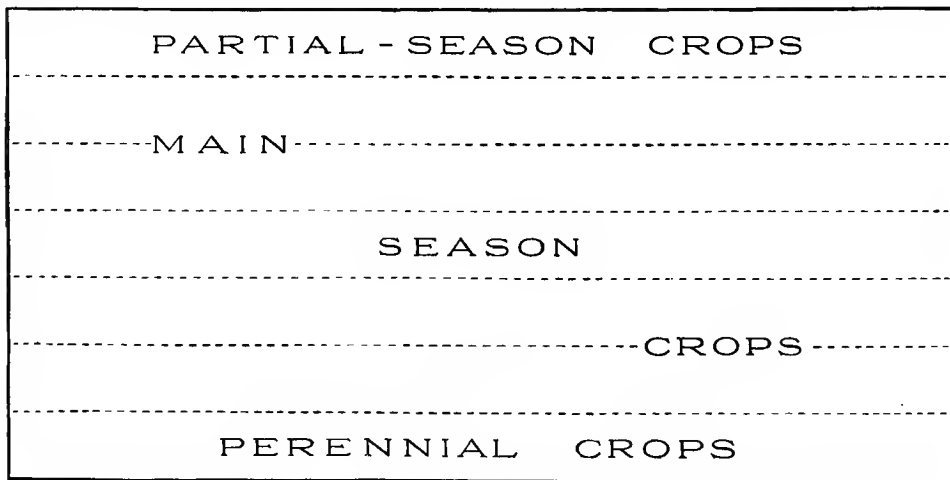 PARTIAL-SEASON CROPS
MAIN
SEASON
CROPS
PERENNIAL CROPS